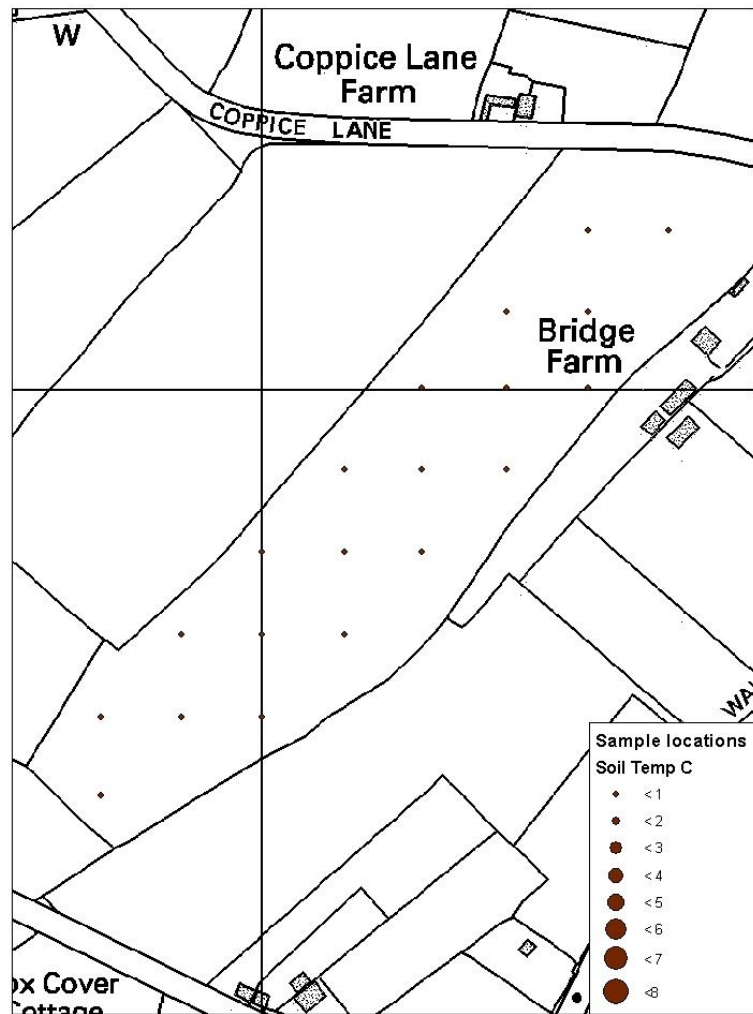 W
Coppice Lane
Farm
COPPICE LANE
Bridge
Farm
WA
Sample locations
Soil Temp C
<1
<2
<3
<4
<5
<6
<7
<8
ox Cover
Cottage